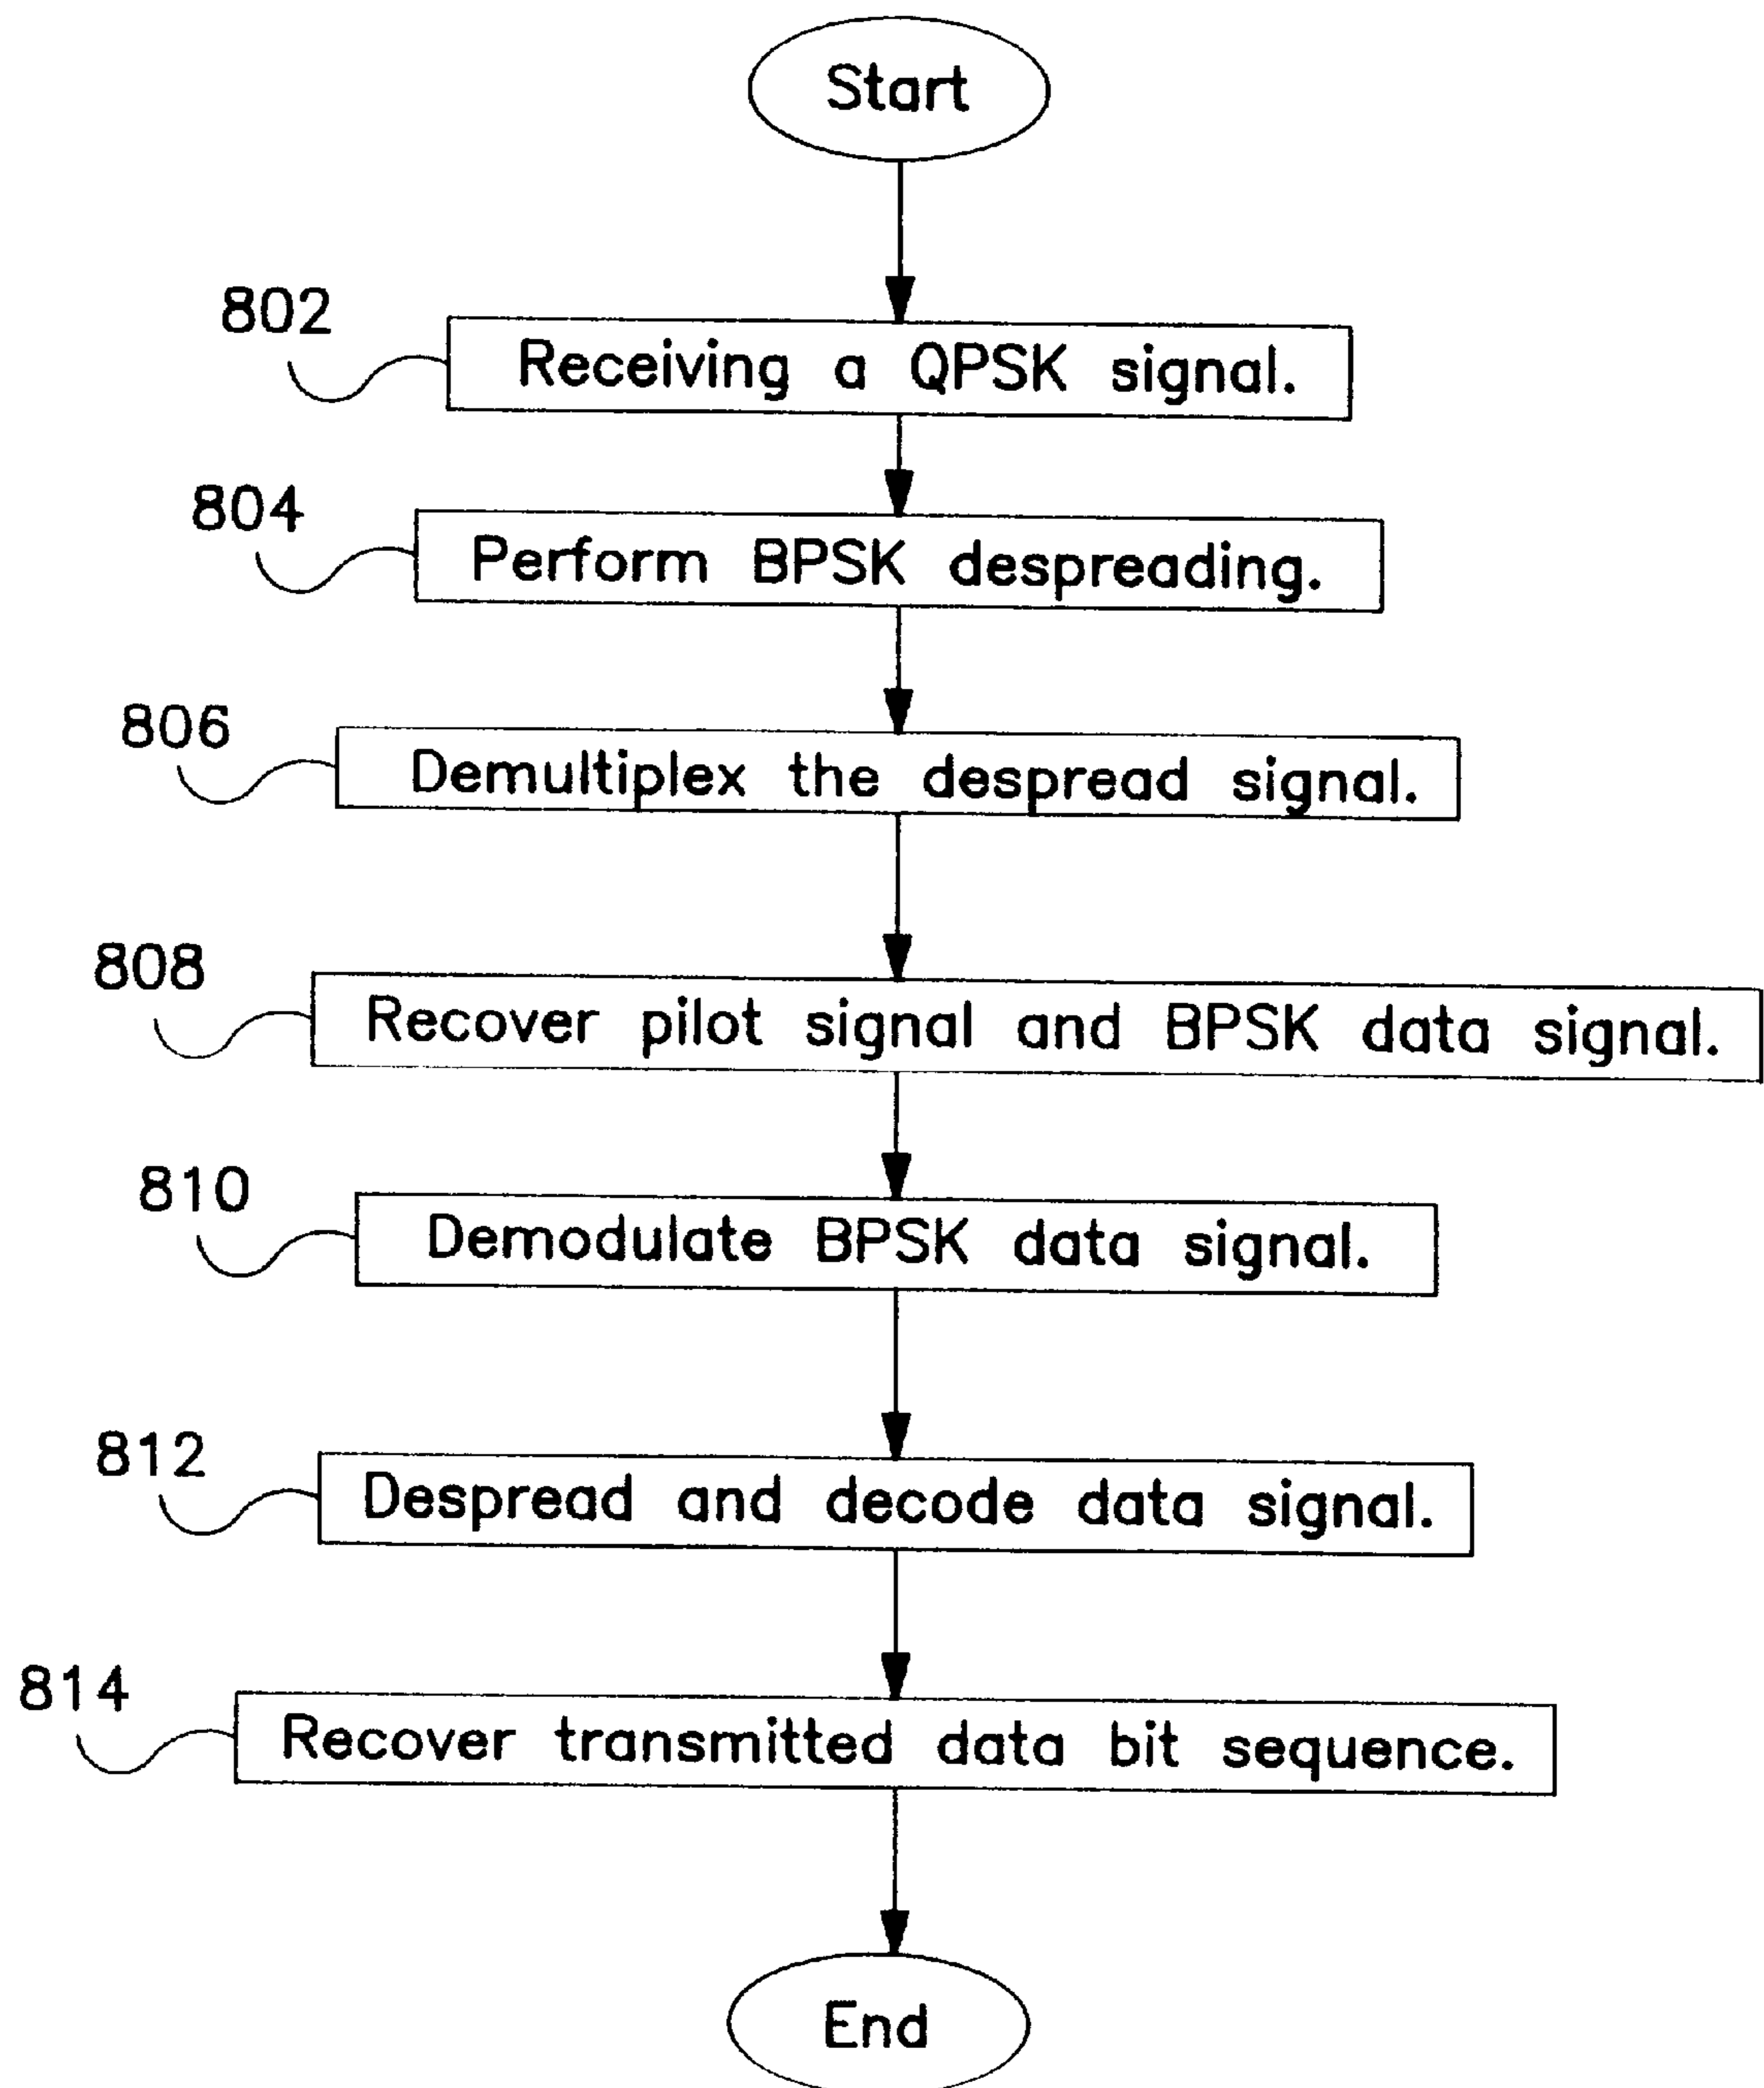 Start
802
Receiving a QPSK signal.
804
Perform BPSK despreading.
806
Demultiplex the despread signal.
808
Recover pilot signal and BPSK data signal.
810
Demodulate BPSK data signal.
812
Despread and decode data signal.
814
Recover transmitted data bit sequence.
End